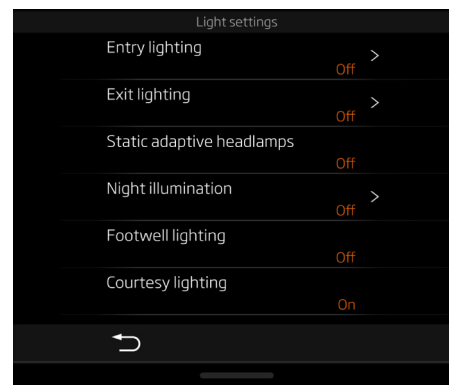 Light settings
Entry lighting
Off
Exit lighting
Off
Static adaptive headlamps
Off
Night illumination
Off
Footwell lighting
Off
Courtesy lighting
On